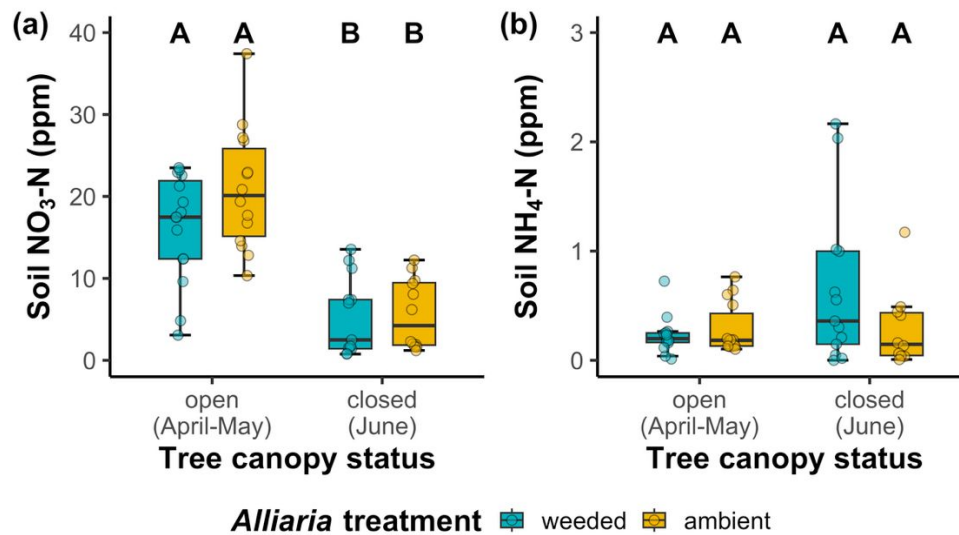 (a)
Soil NO₃-N (ppm)
40
30
20
10
0
A A B B
open
(April-May)
closed
(June)
Tree canopy status
(b)
Soil NH₄-N (ppm)
3
2
1
0
A A A A
open
(April-May)
closed
(June)
Tree canopy status
Alliaria treatment weeded ambient